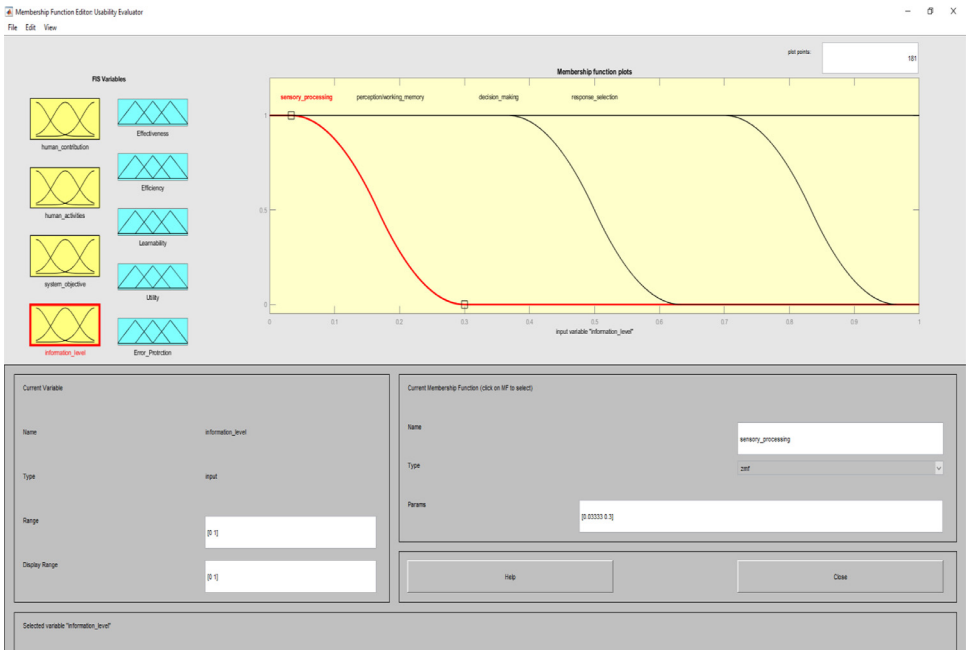 Membership Function Editor: Usability Evaluator
File Edit View
plot points:
181
FIS Variables
Membership function plots
human_contribution
human_activities
system_objective
information_level
Effectiveness
Efficiency
Learnability
Utility
Error_Protrction
sensory_processing perception/working_memory decision_making response_selection
1
0.5
0
0 0.1 0.2 0.3 0.4 0.5 0.6 0.7 0.8 0.9 1
input variable "information_level"
Current Variable
Name information_level
Type input
Range [0 1]
Display Range [0 1]
Current Membership Function (click on MF to select)
Name sensory_processing
Type zmf
Params [0.03333 0.3]
Help Close
Selected variable "information_level"